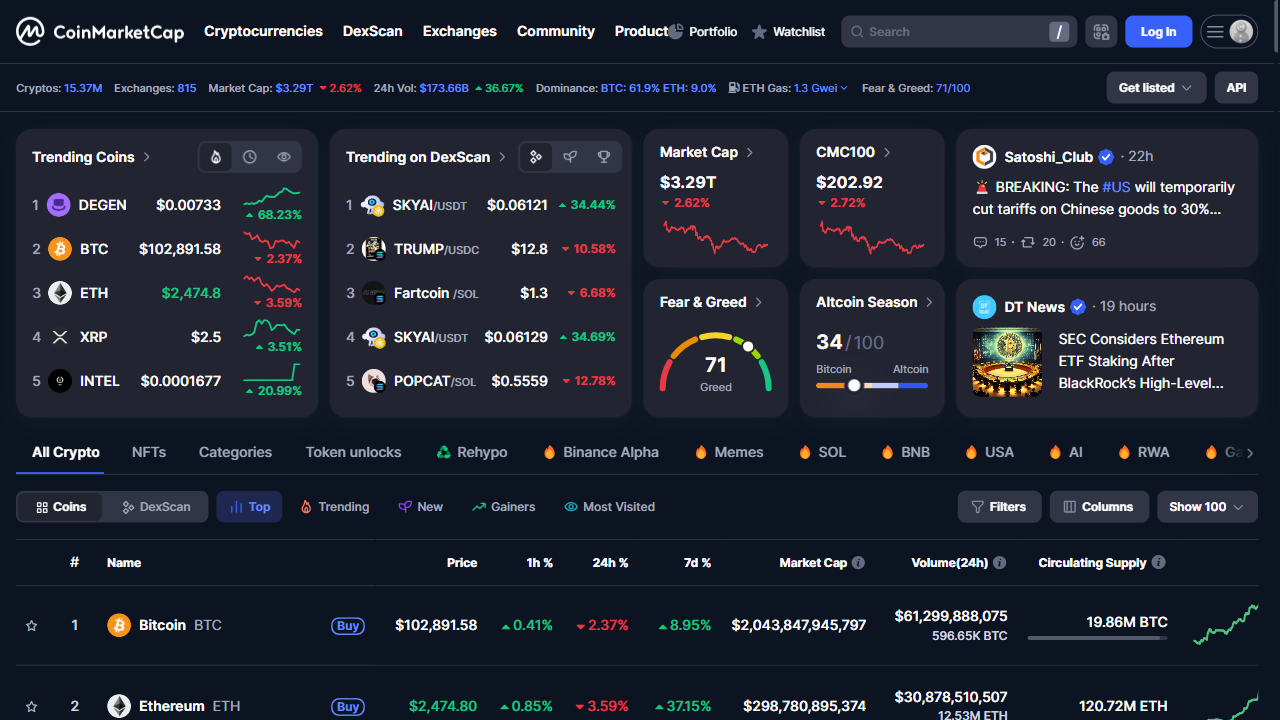 CoinMarketCap Cryptocurrencies DexScan Exchanges Community Product Portfolio Watchlist Search / Log In
Cryptos: 15.37M Exchanges: 815 Market Cap: $3.29T 2.62% 24h Vol: $173.66B 36.67% Dominance: BTC: 61.9% ETH: 9.0% ETH Gas: 1.3 Gwei Fear & Greed: 71/100 Get listed API
Trending Coins
1 DEGEN $0.00733 68.23%
2 BTC $102,891.58 2.37%
3 ETH $2,474.8 3.59%
4 XRP $2.5 3.51%
5 INTEL $0.0001677 20.99%
Trending on DexScan
1 SKYAI/USDT $0.06121 34.44%
2 TRUMP/USDC $12.8 10.58%
3 Fartcoin /SOL $1.3 6.68%
4 SKYAI/USDT $0.06129 34.69%
5 POPCAT/SOL $0.5559 12.78%
Market Cap
$3.29T
2.62%
CMC100
$202.92
2.72%
Fear & Greed
71
Greed
Altcoin Season
34/100
Bitcoin Altcoin
Satoshi_Club · 22h
🚨 BREAKING: The #US will temporarily
cut tariffs on Chinese goods to 30%...
15 · 20 · 66
DT News · 19 hours
SEC Considers Ethereum
ETF Staking After
BlackRock's High-Level...
All Crypto NFTs Categories Token unlocks Rehypo Binance Alpha Memes SOL BNB USA AI RWA Ga
Coins DexScan Top Trending New Gainers Most Visited Filters Columns Show 100
# Name Price 1h % 24h % 7d % Market Cap Volume(24h) Circulating Supply
1 Bitcoin BTC Buy $102,891.58 0.41% 2.37% 8.95% $2,043,847,945,797 $61,299,888,075 19.86M BTC
596.65K BTC
2 Ethereum ETH Buy $2,474.80 0.85% 3.59% 37.15% $298,780,895,374 $30,878,510,507 120.72M ETH
12.53M ETH